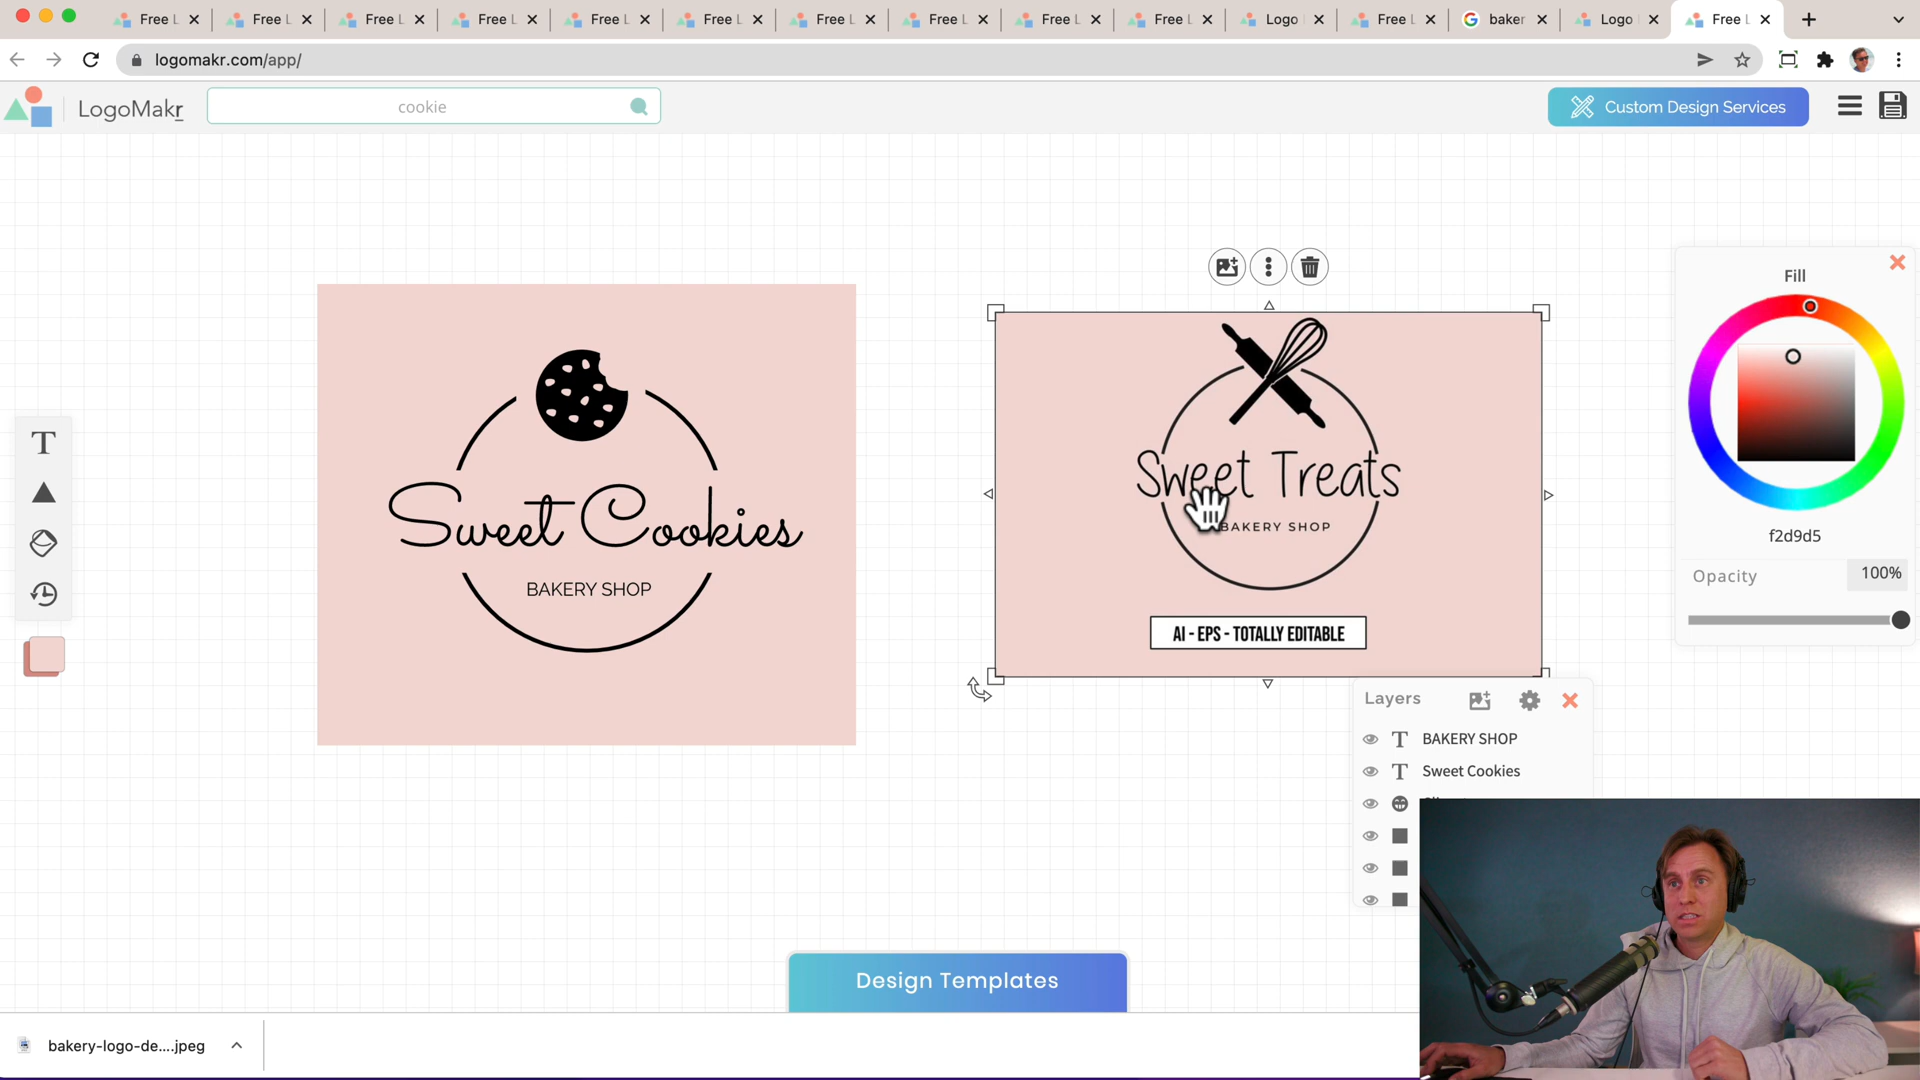 Free L
Free L
Free L
Free L
Free L
Free L
Free L
Free L
Free L
Free L
Logo
Free L
baker
Logo
Free L
logomakr.com/app/
LogoMakr
cookie
Custom Design Services
Sweet Cookies
BAKERY SHOP
Sweet Treats
BAKERY SHOP
AI - EPS - TOTALLY EDITABLE
Fill
f2d9d5
Opacity
100%
T
Layers
BAKERY SHOP
Sweet Cookies
Design Templates
bakery-logo-de....jpeg